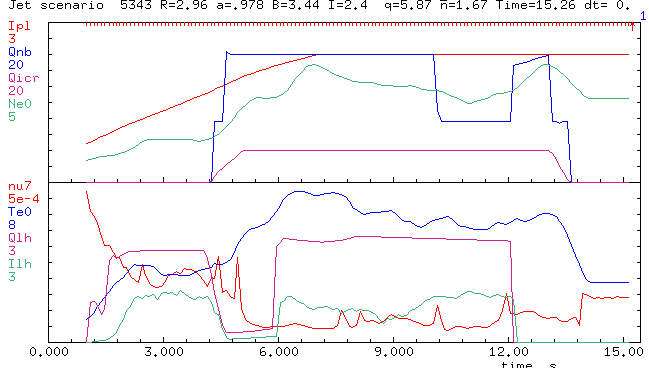 Jet scenario 5343 R=2.96 a=.978 B=3.44 I=2.4 q=5.87 n̄=1.67 Time=15.26 dt= 0.
1
Ipl
3
Qnb
20
Qicr
20
Ne0
5
nu7
5e-4
Te0
8
Qlh
3
Ilh
3
0.000 3.000 6.000 9.000 12.00 15.00
time, s